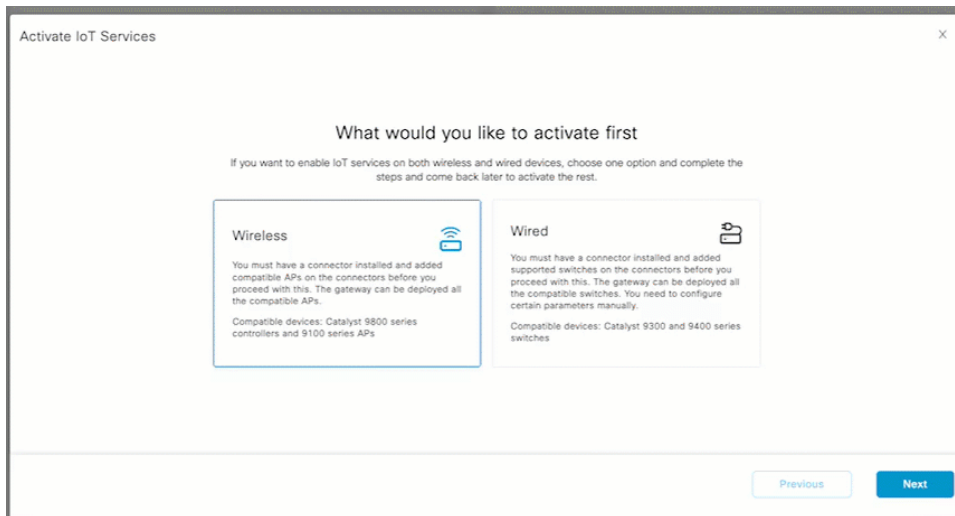 Activate IoT Services
X
What would you like to activate first
If you want to enable IoT services on both wireless and wired devices, choose one option and complete the
steps and come back later to activate the rest.
Wireless
You must have a connector installed and added
compatible APs on the connectors before you
proceed with this. The gateway can be deployed all
the compatible APs.
Compatible devices: Catalyst 9800 series
controllers and 9100 series APs
Wired
You must have a connector installed and added
supported switches on the connectors before you
proceed with this. The gateway can be deployed all
the compatible switches. You need to configure
certain parameters manually.
Compatible devices: Catalyst 9300 and 9400 series
switches
Previous
Next